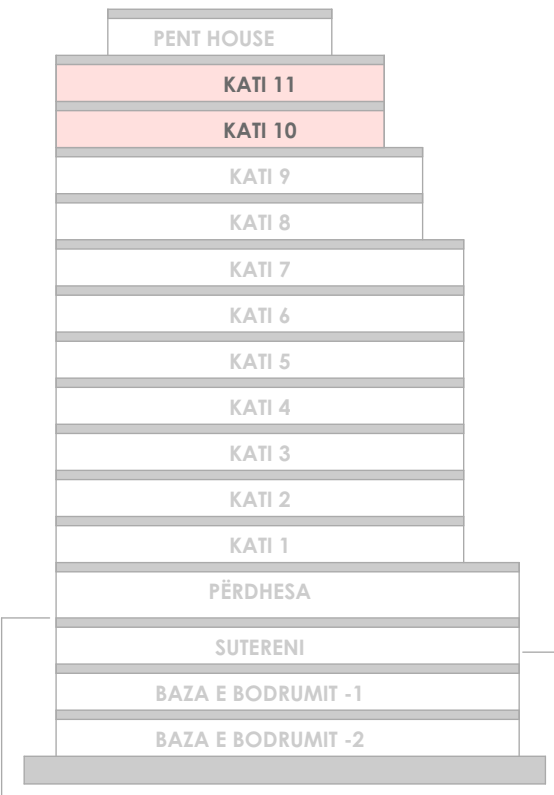 PENT HOUSE
KATI 11
KATI 10
KATI 9
KATI 8
KATI 7
KATI 6
KATI 5
KATI 4
KATI 3
KATI 2
KATI 1
PËRDHESA
SUTERENI
BAZA E BODRUMIT -1
BAZA E BODRUMIT -2